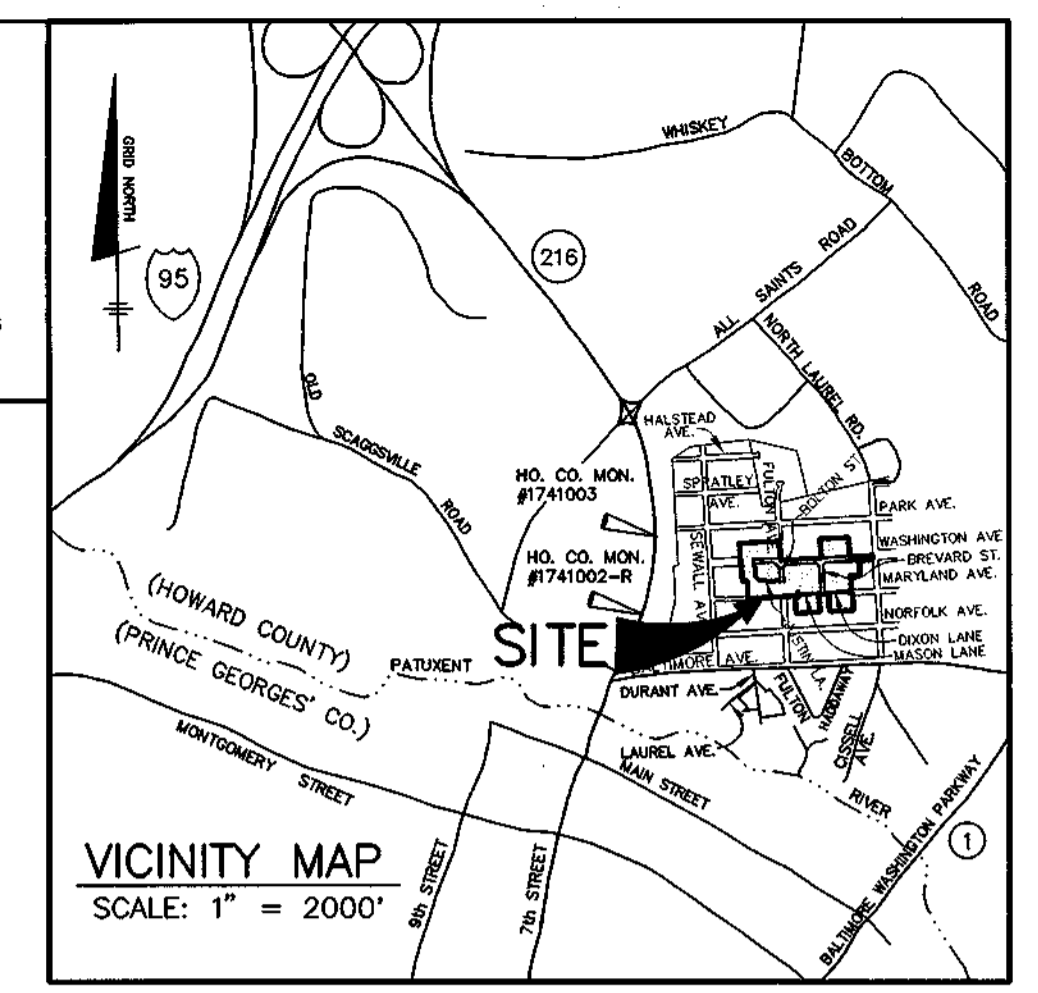 WHISKEY
BOTTOM
ROAD
GRID NORTH
95
216
ALL SAINTS ROAD
NORTH LAUREL RD.
OLD
SCAGGSVILLE
ROAD
HALSTEAD
AVE.
BOLTON ST.
FULTON AVE.
SPRATLEY
AVE.
HO. CO. MON.
#1741003
PARK AVE.
SEWALL AV
WASHINGTON AVE
BREVARD ST.
HO. CO. MON.
#1741002-R
MARYLAND AVE.
NORFOLK AVE.
SITE
DIXON LANE
MASON LANE
(HOWARD COUNTY)
(PRINCE GEORGES' CO.)
PATUXENT
LTIMORE AVE.
STIN LA.
DURANT AVE.
FULTON
HADDAWAY
CISSELL
AVE.
LAUREL AVE.
MONTGOMERY STREET
MAIN STREET
RIVER
BALTIMORE WASHINGTON PARKWAY
1
VICINITY MAP
SCALE: 1" = 2000'
9th STREET
7th STREET